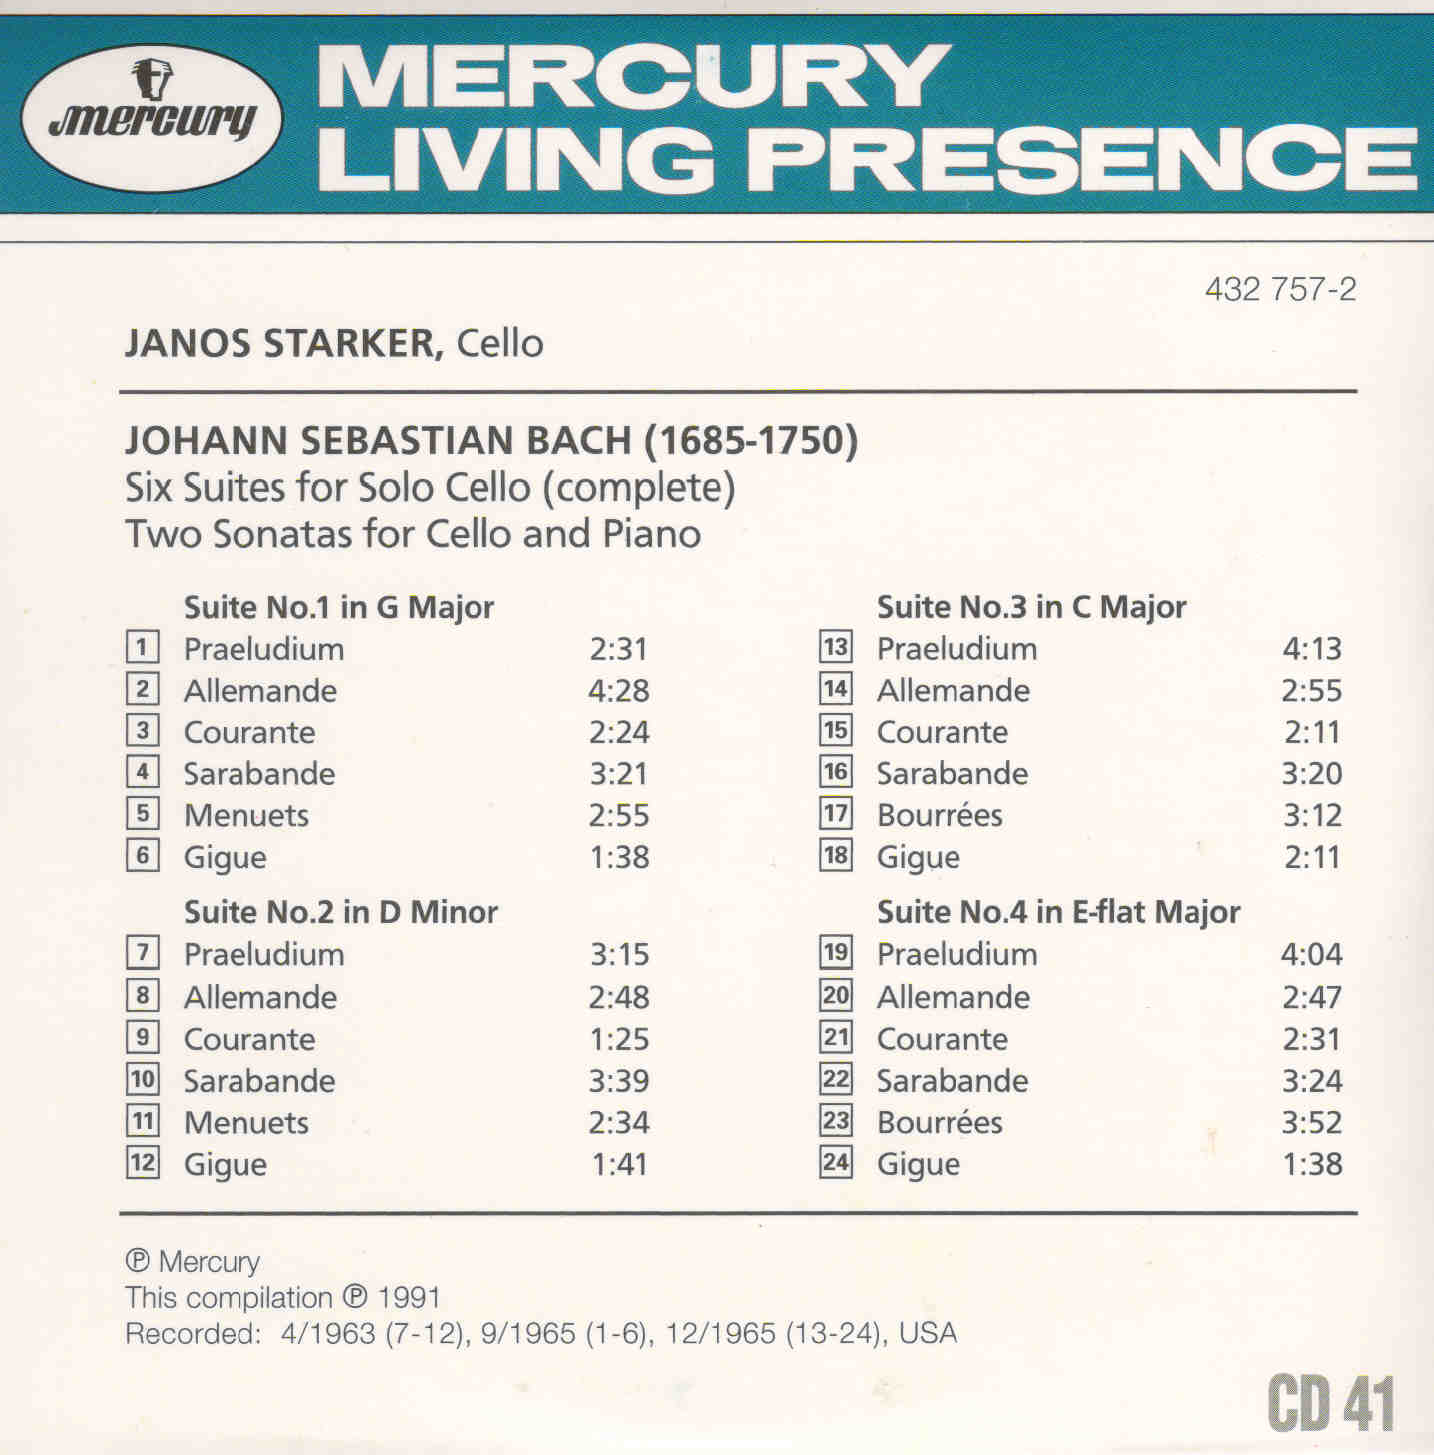 mercury
MERCURY
LIVING PRESENCE
432 757-2
JANOS STARKER, Cello
JOHANN SEBASTIAN BACH (1685-1750)
Six Suites for Solo Cello (complete)
Two Sonatas for Cello and Piano
Suite No.1 in G Major
1 Praeludium 2:31
2 Allemande 4:28
3 Courante 2:24
4 Sarabande 3:21
5 Menuets 2:55
6 Gigue 1:38
Suite No.2 in D Minor
7 Praeludium 3:15
8 Allemande 2:48
9 Courante 1:25
10 Sarabande 3:39
11 Menuets 2:34
12 Gigue 1:41
Suite No.3 in C Major
13 Praeludium 4:13
14 Allemande 2:55
15 Courante 2:11
16 Sarabande 3:20
17 Bourrées 3:12
18 Gigue 2:11
Suite No.4 in E-flat Major
19 Praeludium 4:04
20 Allemande 2:47
21 Courante 2:31
22 Sarabande 3:24
23 Bourrées 3:52
24 Gigue 1:38
℗ Mercury
This compilation ℗ 1991
Recorded: 4/1963 (7-12), 9/1965 (1-6), 12/1965 (13-24), USA
CD 41